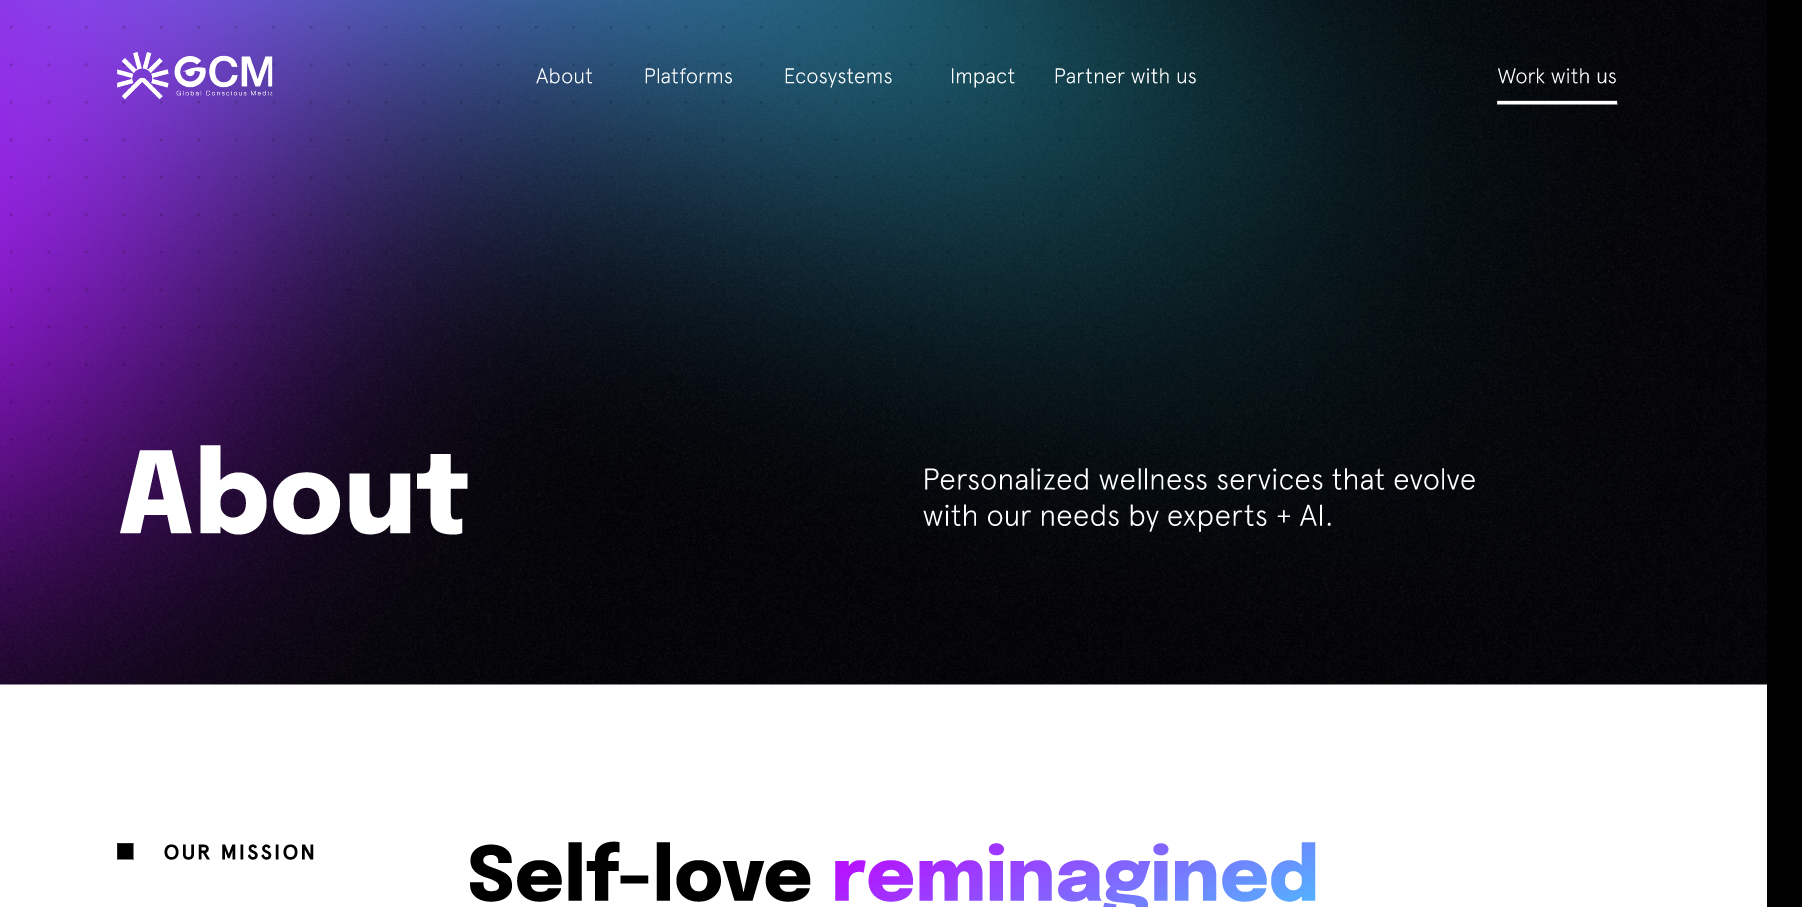 GCM
Global Conscious Media
About
Platforms
Ecosystems
Impact
Partner with us
Work with us
About
Personalized wellness services that evolve
with our needs by experts + AI.
OUR MISSION
Self-love reminagined